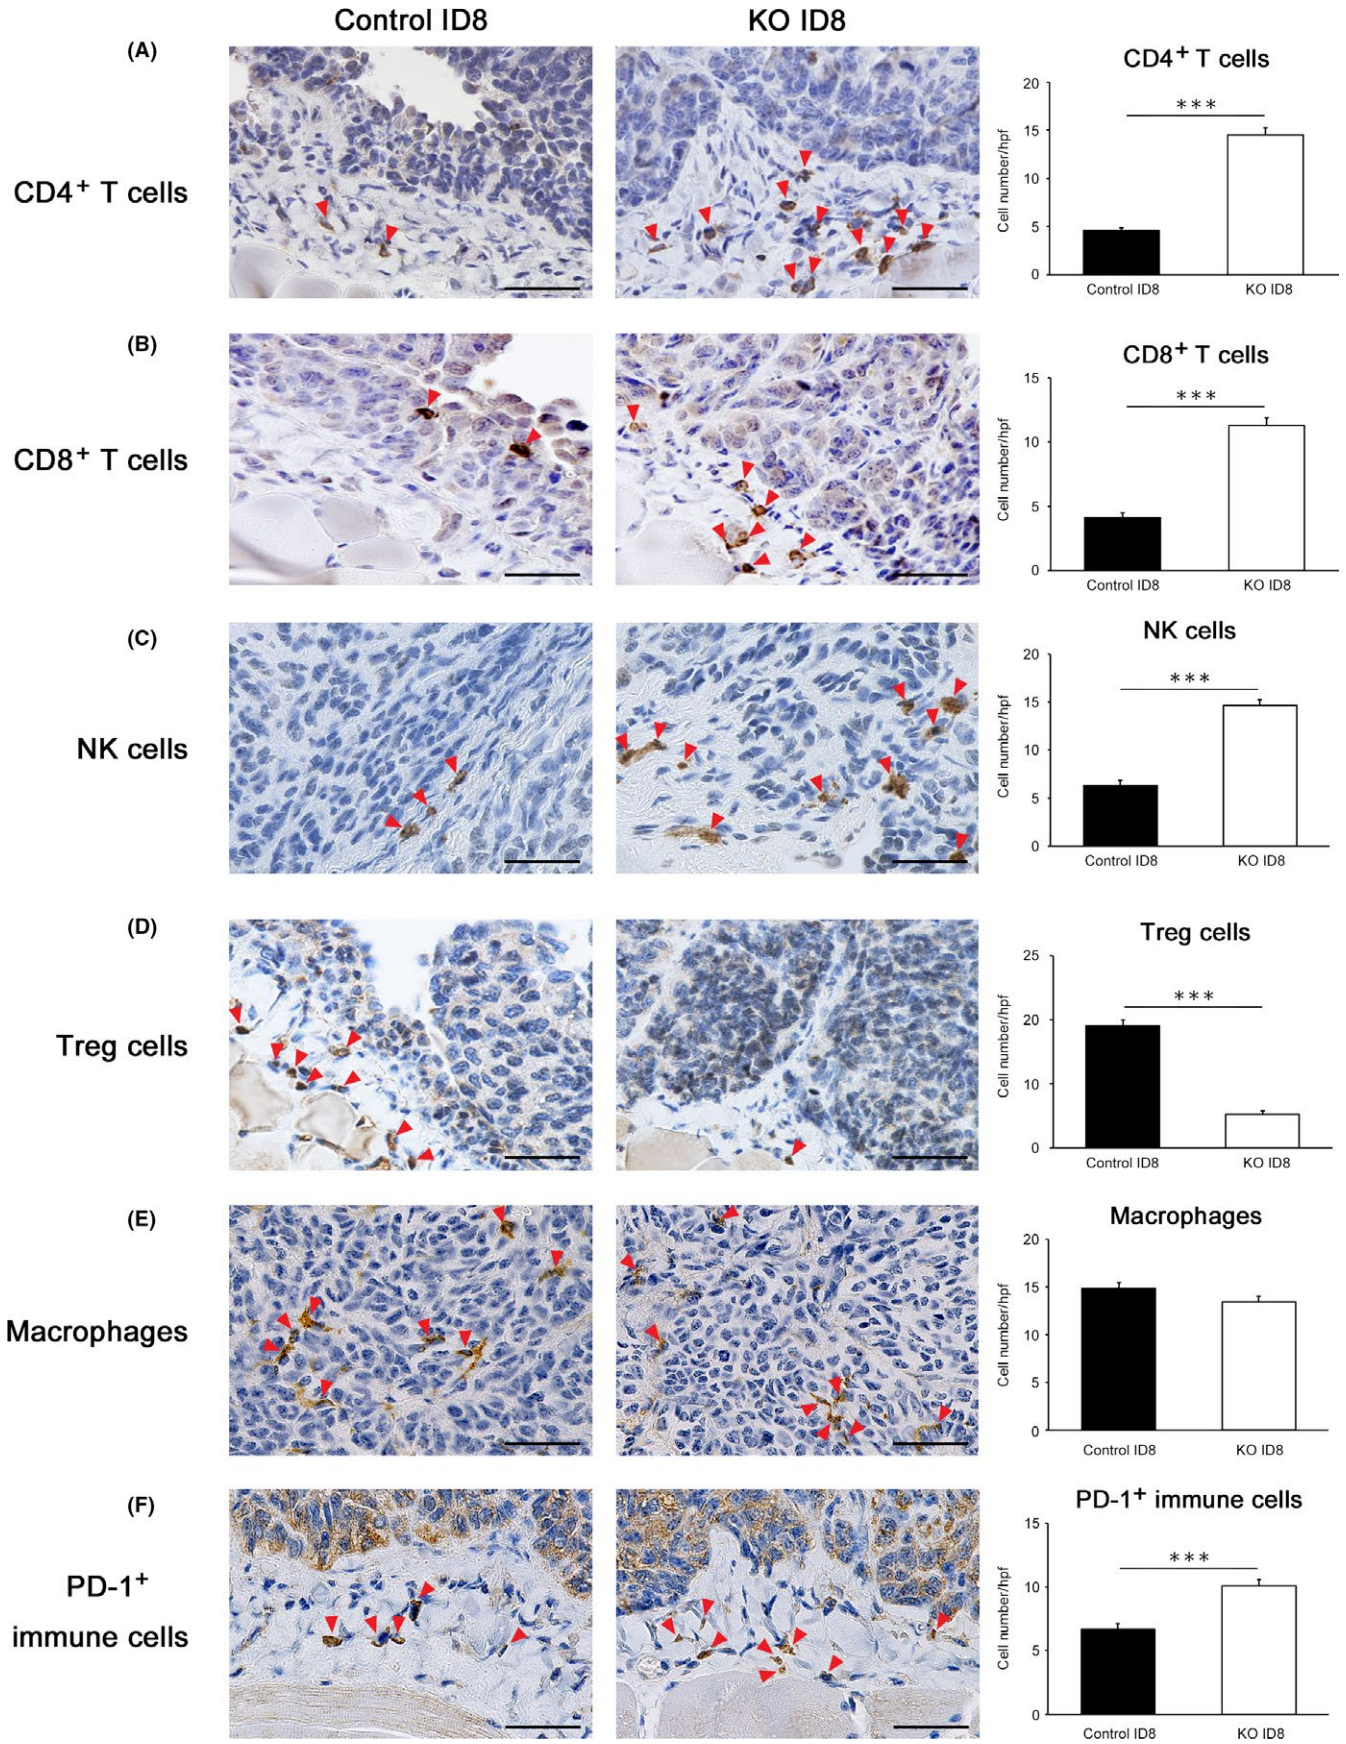 Control ID8 KO ID8
(A)
CD4+ T cells
CD4+ T cells
20
15
10
5
0
Cell number/hpf
***
Control ID8 KO ID8
(B)
CD8+ T cells
CD8+ T cells
15
10
5
0
Cell number/hpf
***
Control ID8 KO ID8
(C)
NK cells
NK cells
20
15
10
5
0
Cell number/hpf
***
Control ID8 KO ID8
(D)
Treg cells
Treg cells
25
20
10
0
Cell number/hpf
***
Control ID8 KO ID8
(E)
Macrophages
Macrophages
20
15
10
5
0
Cell number/hpf
Control ID8 KO ID8
(F)
PD-1+
immune cells
PD-1+ immune cells
15
10
5
0
Cell number/hpf
***
Control ID8 KO ID8